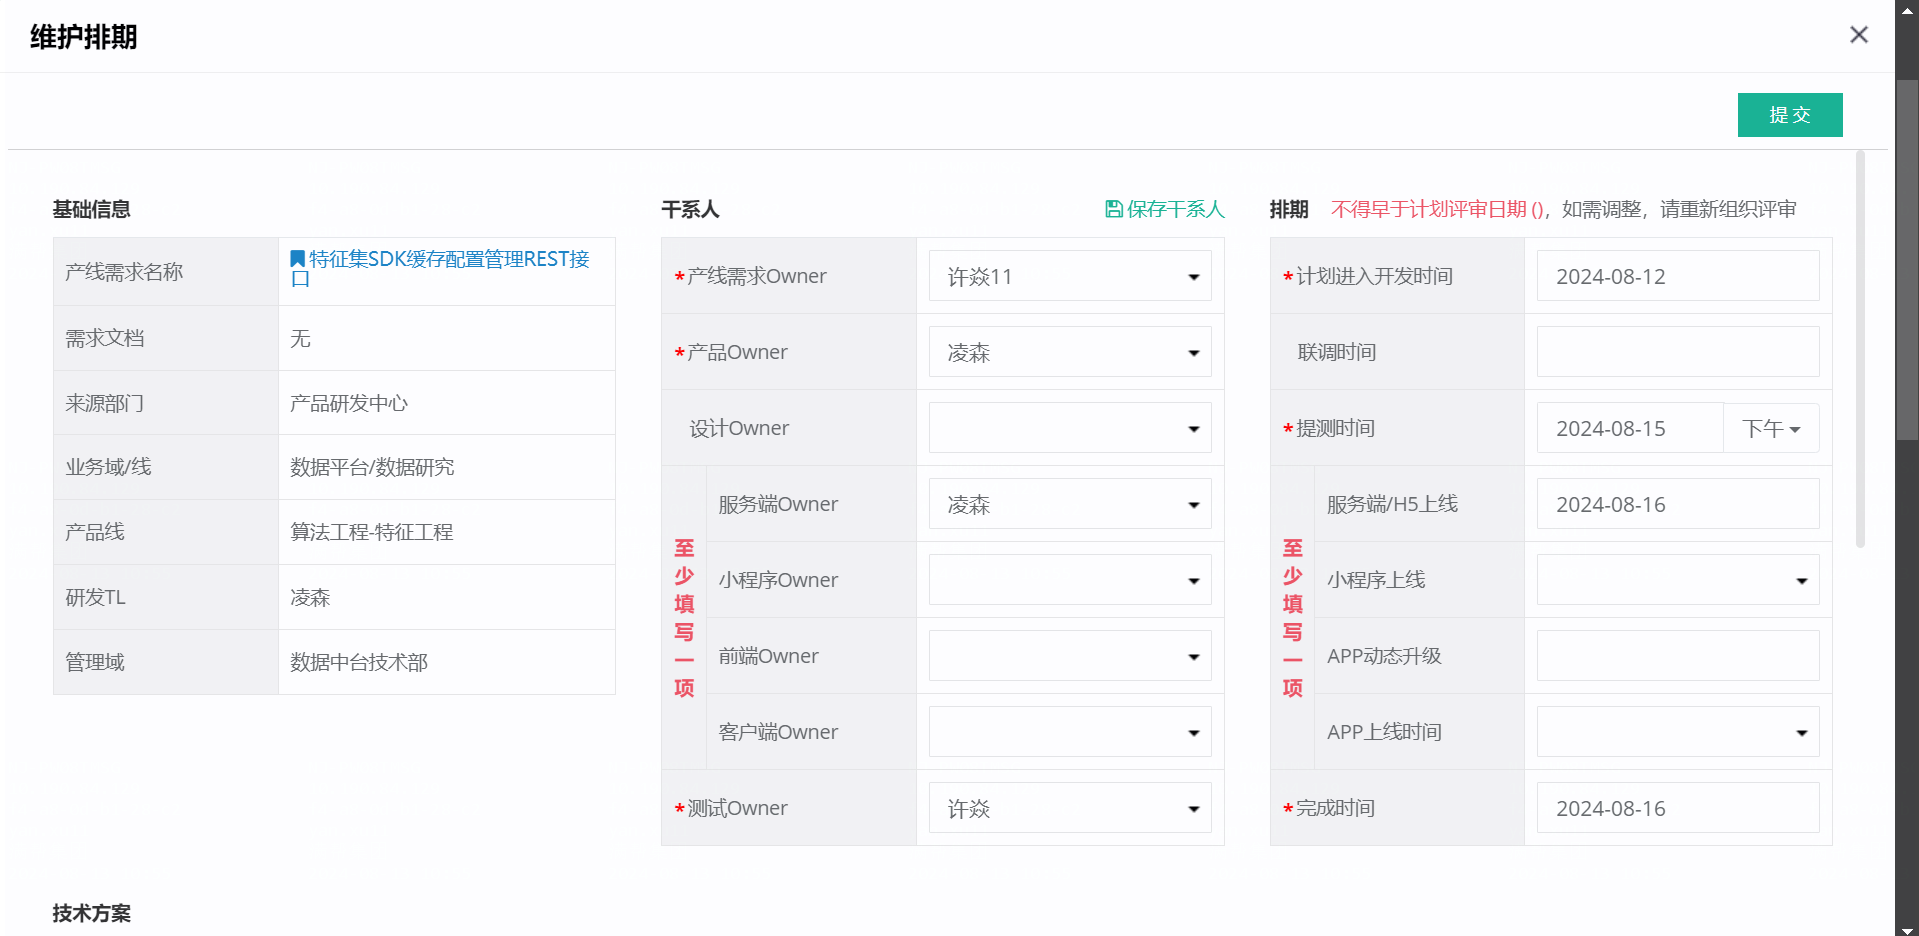 维护排期
提交
基础信息
产线需求名称
特征集SDK缓存配置管理REST接
口
需求文档
无
来源部门
产品研发中心
业务域/线
数据平台/数据研究
产品线
算法工程-特征工程
研发TL
凌森
管理域
数据中台技术部
干系人
保存干系人
*产线需求Owner
许焱11
*产品Owner
凌森
设计Owner
至少填写一项
服务端Owner
凌森
小程序Owner
前端Owner
客户端Owner
*测试Owner
许焱
排期 不得早于计划评审日期 ()，如需调整，请重新组织评审
*计划进入开发时间
2024-08-12
联调时间
*提测时间
2024-08-15 下午
至少填写一项
服务端/H5上线
2024-08-16
小程序上线
APP动态升级
APP上线时间
*完成时间
2024-08-16
技术方案